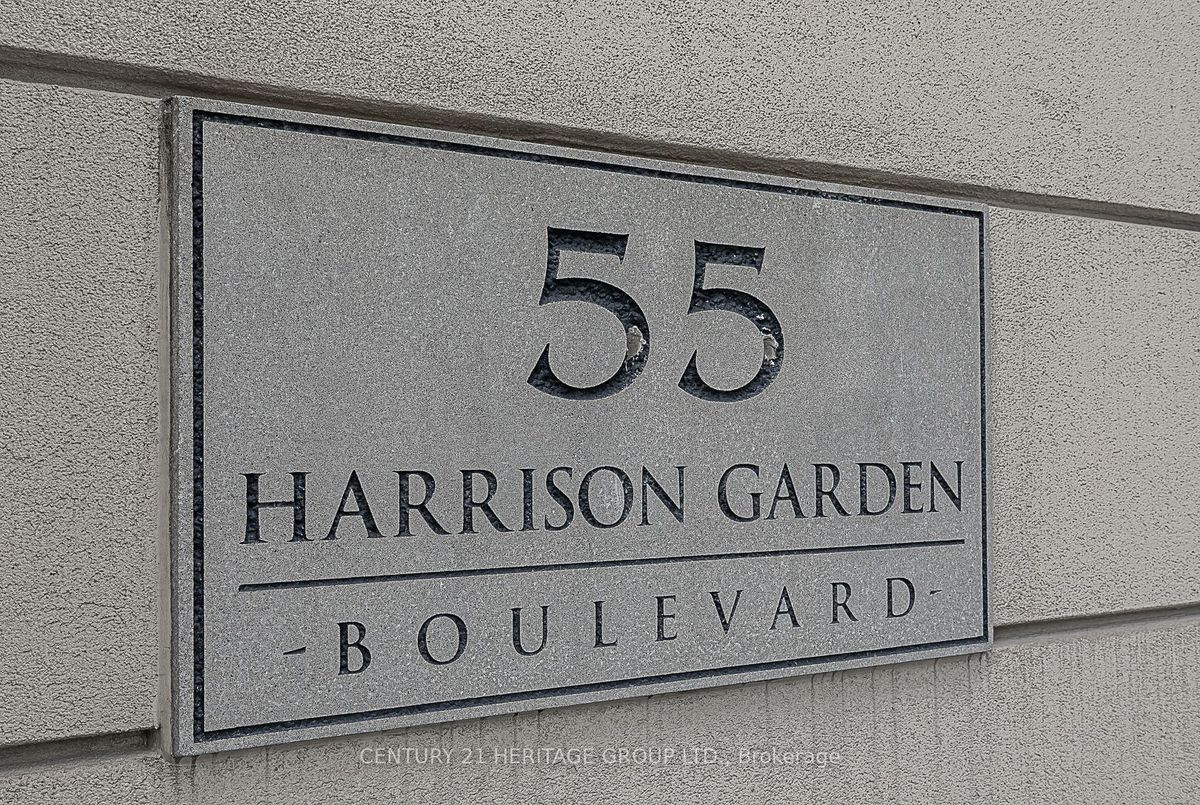 55
HARRISON GARDEN
-BOULEVARD-
CENTURY 21 HERITAGE GROUP LTD., Brokerage